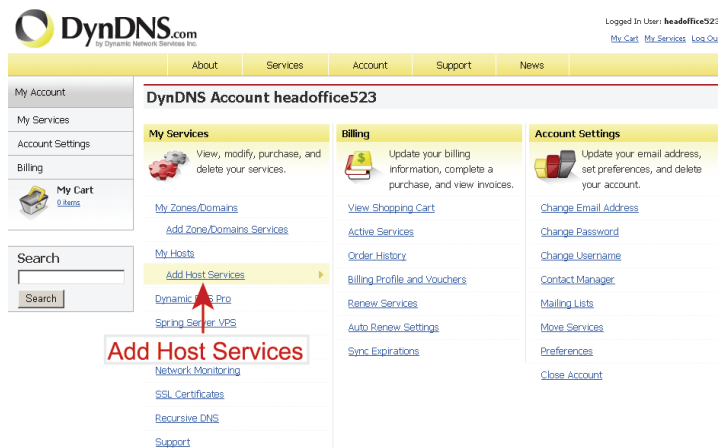 DynDNS.com
by Dynamic Network Services Inc.
Logged In User: headoffice523
My Cart My Services Log Ou
About Services Account Support News
My Account
My Services
Account Settings
Billing
My Cart
0 items
Search
Search
DynDNS Account headoffice523
My Services
View, modify, purchase, and
delete your services.
My Zones/Domains
Add Zone/Domains Services
My Hosts
Add Host Services
Dynamic DNS Pro
Spring Server VPS
Add Host Services
Network Monitoring
SSL Certificates
Recursive DNS
Support
Billing
Update your billing
information, complete a
purchase, and view invoices.
View Shopping Cart
Active Services
Order History
Billing Profile and Vouchers
Renew Services
Auto Renew Settings
Sync Expirations
Account Settings
Update your email address,
set preferences, and delete
your account.
Change Email Address
Change Password
Change Username
Contact Manager
Mailing Lists
Move Services
Preferences
Close Account